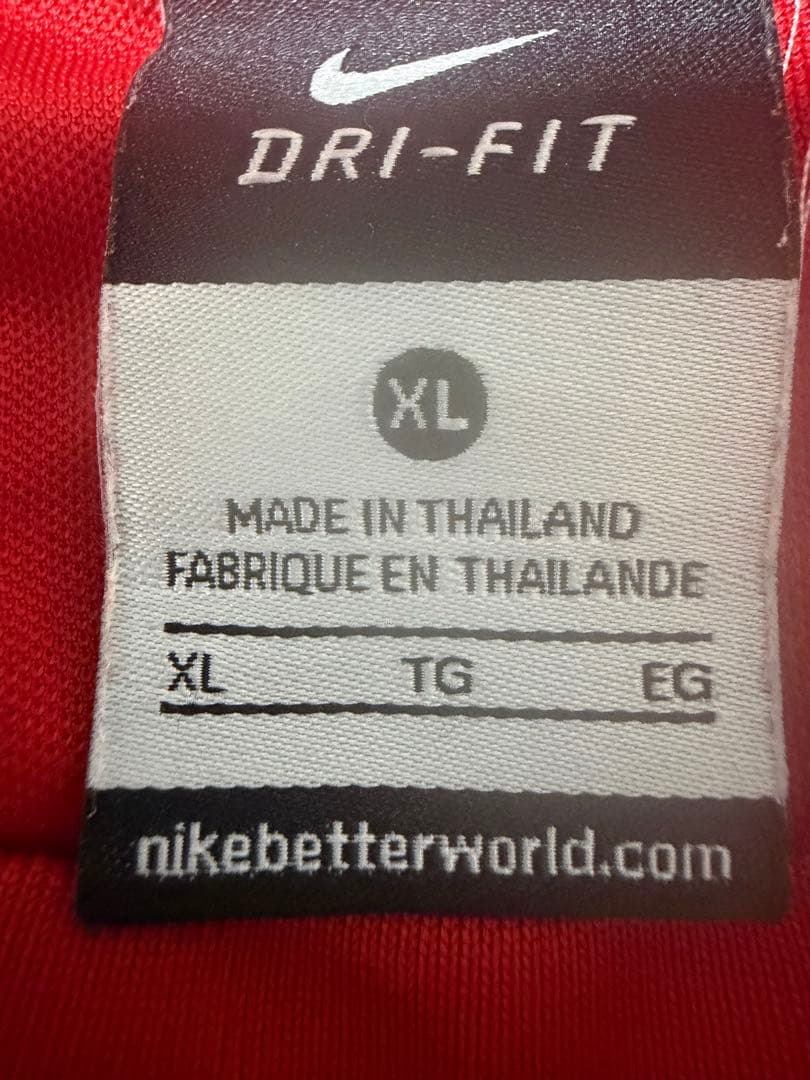 DRI-FIT
XL
MADE IN THAILAND
FABRIQUE EN THAILANDE
XL TG EG
nikebetterworld.com